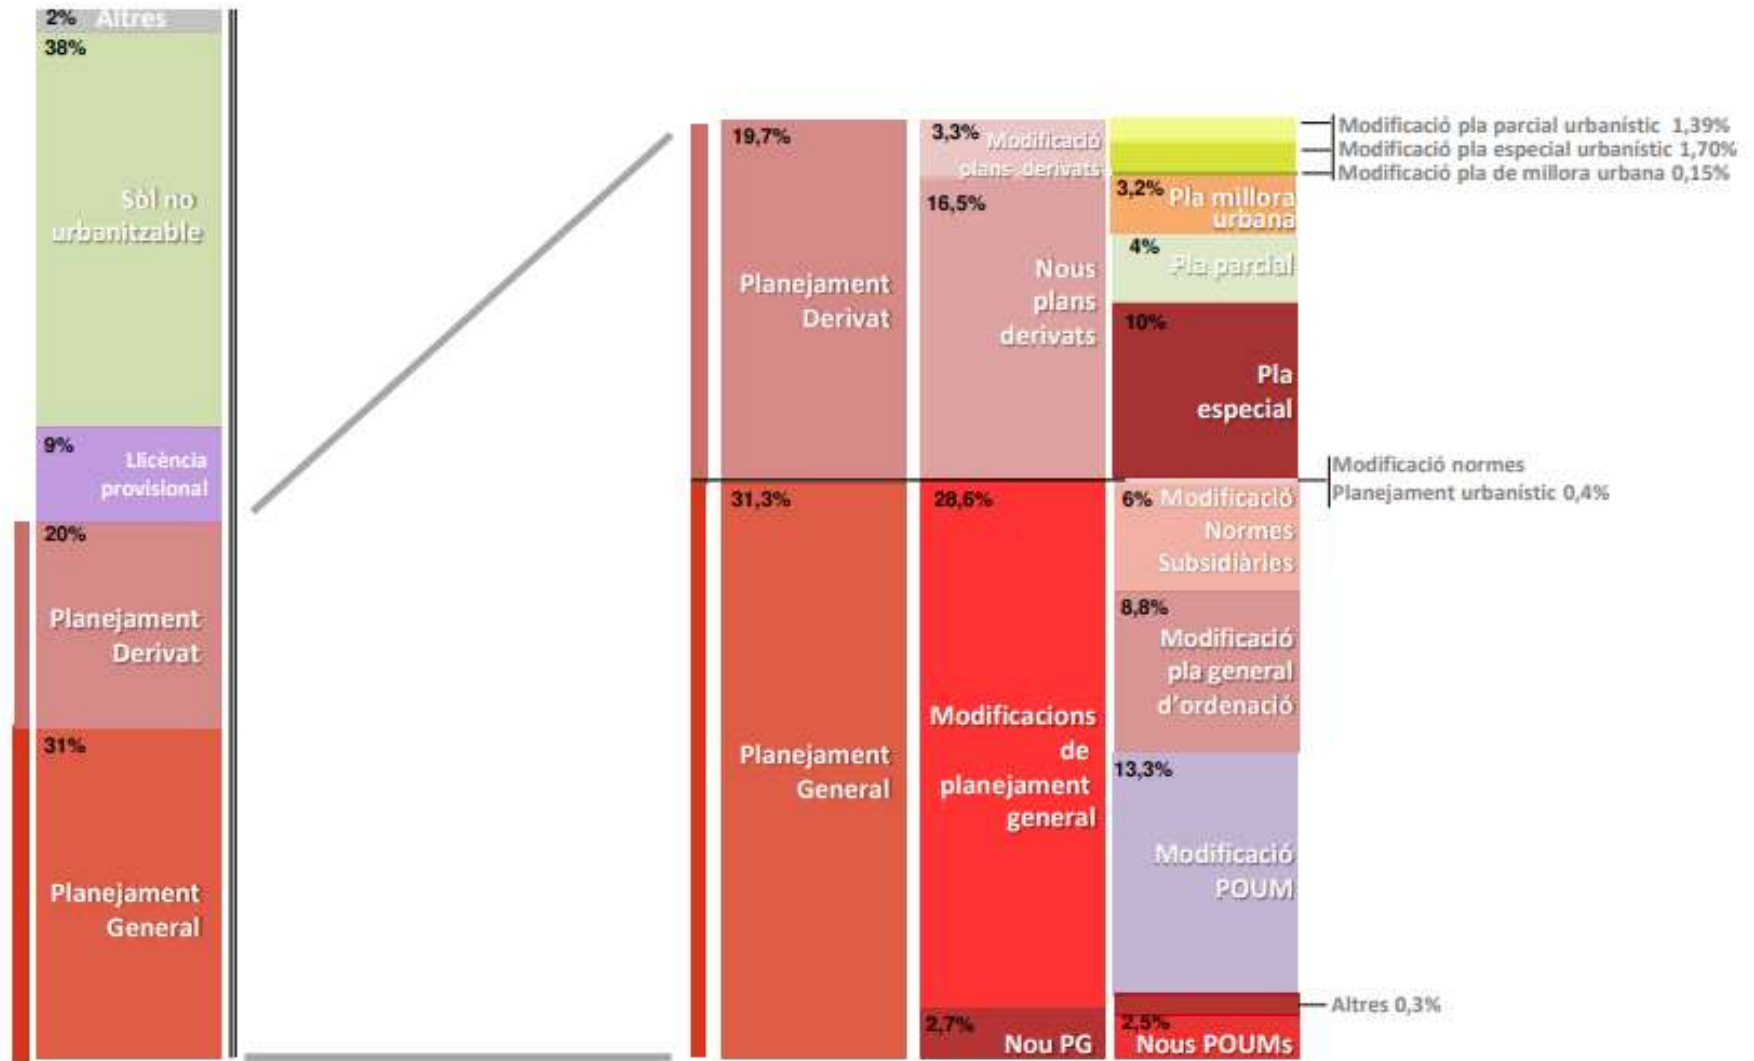 2% Altres
38%
Sòl no
urbanitzable
9%
Llicència
provisional
20%
Planejament
Derivat
31%
Planejament
General
19,7%
Planejament
Derivat
31,3%
Planejament
General
3,3% Modificació
plans derivats
16,5%
Nous
plans
derivats
28,6%
Modificacions
de
planejament
general
2,7%
Nou PG
3,2% Pla millora
urbana
4%
Pla parcial
10%
Pla
especial
6% Modificació
Normes
Subsidiàries
8,8%
Modificació
pla general
d'ordenació
13,3%
Modificació
POUM
2,5%
Nous POUMs
Modificació pla parcial urbanístic 1,39%
Modificació pla especial urbanístic 1,70%
Modificació pla de millora urbana 0,15%
Modificació normes
Planejament urbanístic 0,4%
Altres 0,3%